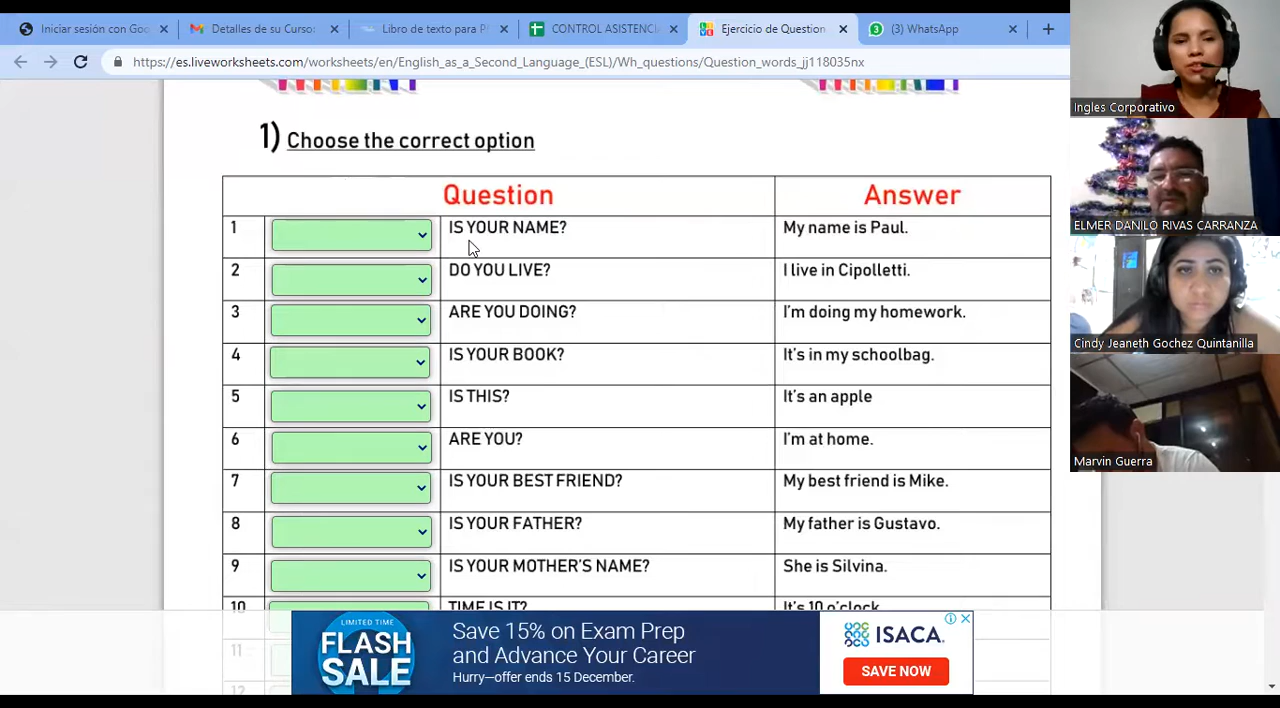 Iniciar sesión con Goo
Detalles de su Curso:
Libro de texto para P
CONTROL ASISTENCI
Ejercicio de Question
(3) WhatsApp
https://es.liveworksheets.com/worksheets/en/English_as_a_Second_Language_(ESL)/Wh_questions/Question_words_jj118035nx
1) Choose the correct option
Question Answer
1 IS YOUR NAME? My name is Paul.
2 DO YOU LIVE? I live in Cipolletti.
3 ARE YOU DOING? I'm doing my homework.
4 IS YOUR BOOK? It's in my schoolbag.
5 IS THIS? It's an apple
6 ARE YOU? I'm at home.
7 IS YOUR BEST FRIEND? My best friend is Mike.
8 IS YOUR FATHER? My father is Gustavo.
9 IS YOUR MOTHER'S NAME? She is Silvina.
10 TIME IS IT? It's 10 o'clock
11
12
LIMITED TIME
FLASH
SALE
Save 15% on Exam Prep
and Advance Your Career
Hurry—offer ends 15 December.
ISACA.
SAVE NOW
Ingles Corporativo
ELMER DANILO RIVAS CARRANZA
Cindy Jeaneth Gochez Quintanilla
Marvin Guerra